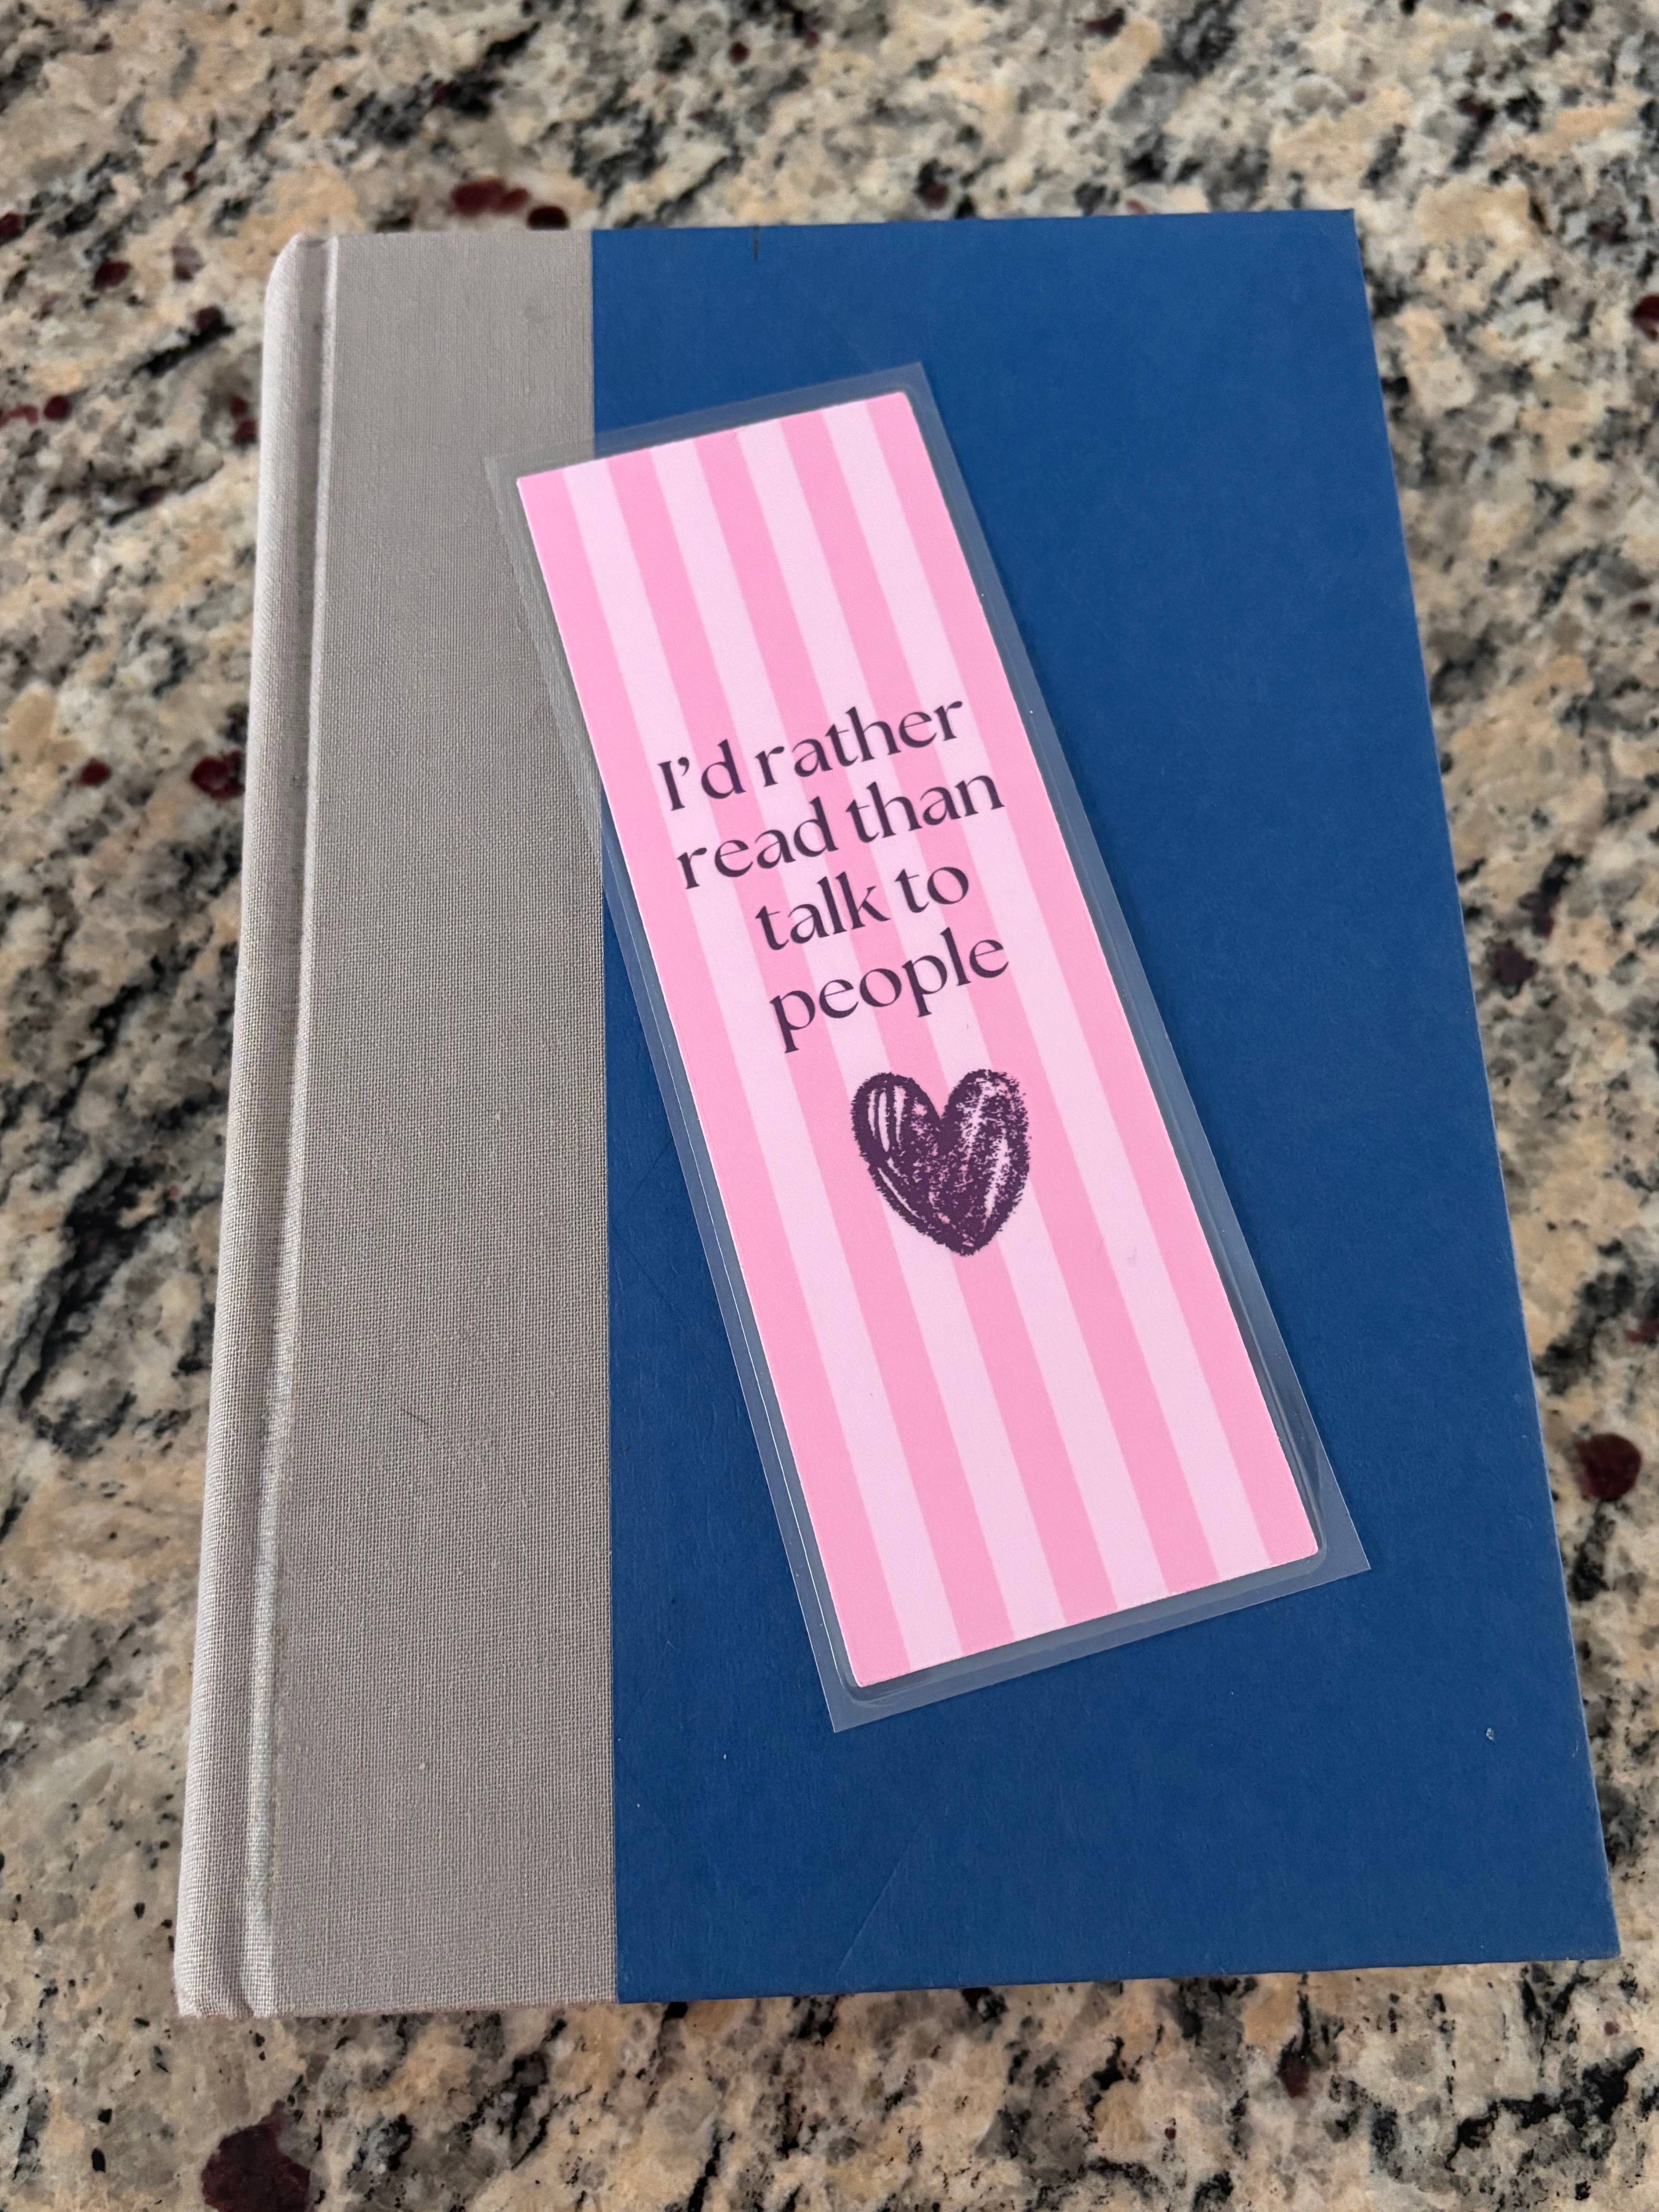 I'd rather
read than
talk to
people